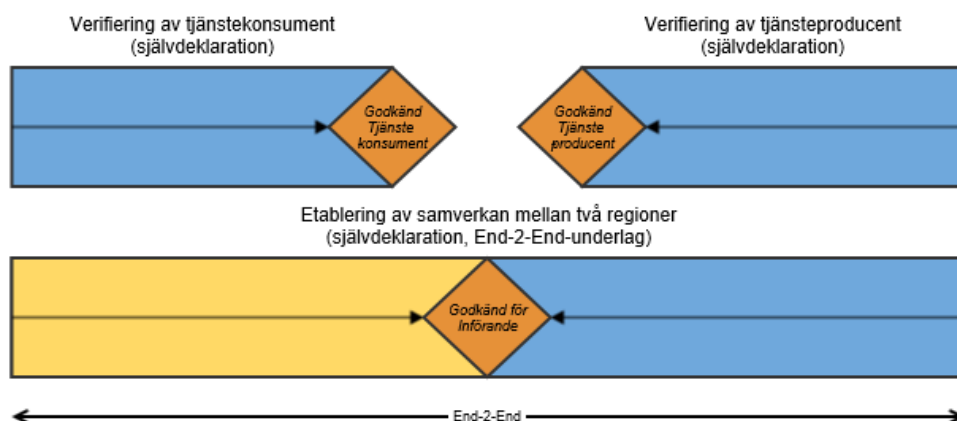 Verifiering av tjänstekonsument
(självdeklaration)
Verifiering av tjänsteproducent
(självdeklaration)
Godkänd
Tjänste
konsument
Godkänd
Tjänste
producent
Etablering av samverkan mellan två regioner
(självdeklaration, End-2-End-underlag)
Godkänd för
Införande
End-2-End